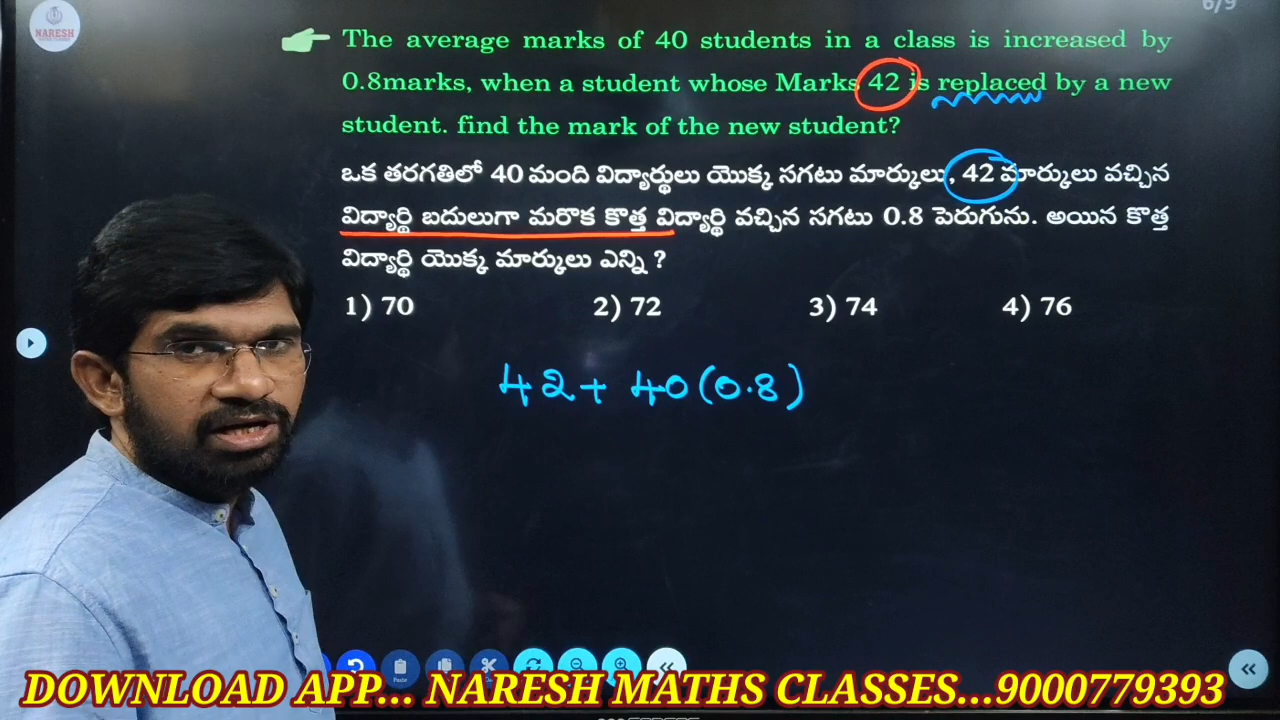 6/9
NARESH
The average marks of 40 students in a class is increased by
0.8marks, when a student whose Marks 42 is replaced by a new
student. find the mark of the new student?
ఒక తరగతిలో 40 మంది విద్యార్థులు యొక్క సగటు మార్కులు, 42 మార్కులు వచ్చిన
విద్యార్థి బదులుగా మరొక కొత్త విద్యార్థి వచ్చిన సగటు 0.8 పెరుగును. అయిన కొత్త
విద్యార్థి యొక్క మార్కులు ఎన్ని ?
1) 70 2) 72 3) 74 4) 76
42+ 40(0.8)
DOWNLOAD APP... NARESH MATHS CLASSES...9000779393